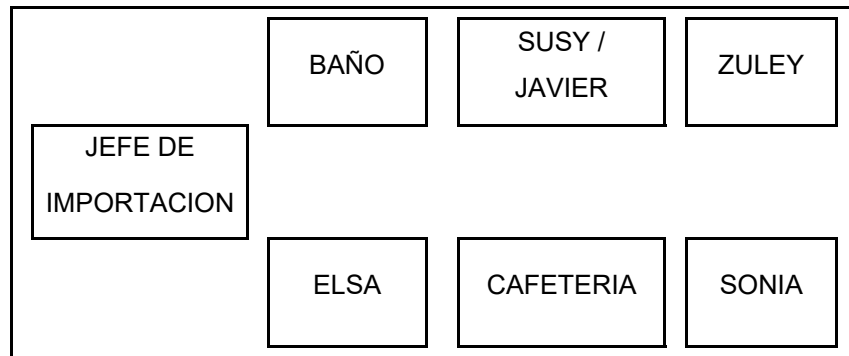 BAÑO
SUSY /
JAVIER
ZULEY
JEFE DE
IMPORTACION
ELSA
CAFETERIA
SONIA